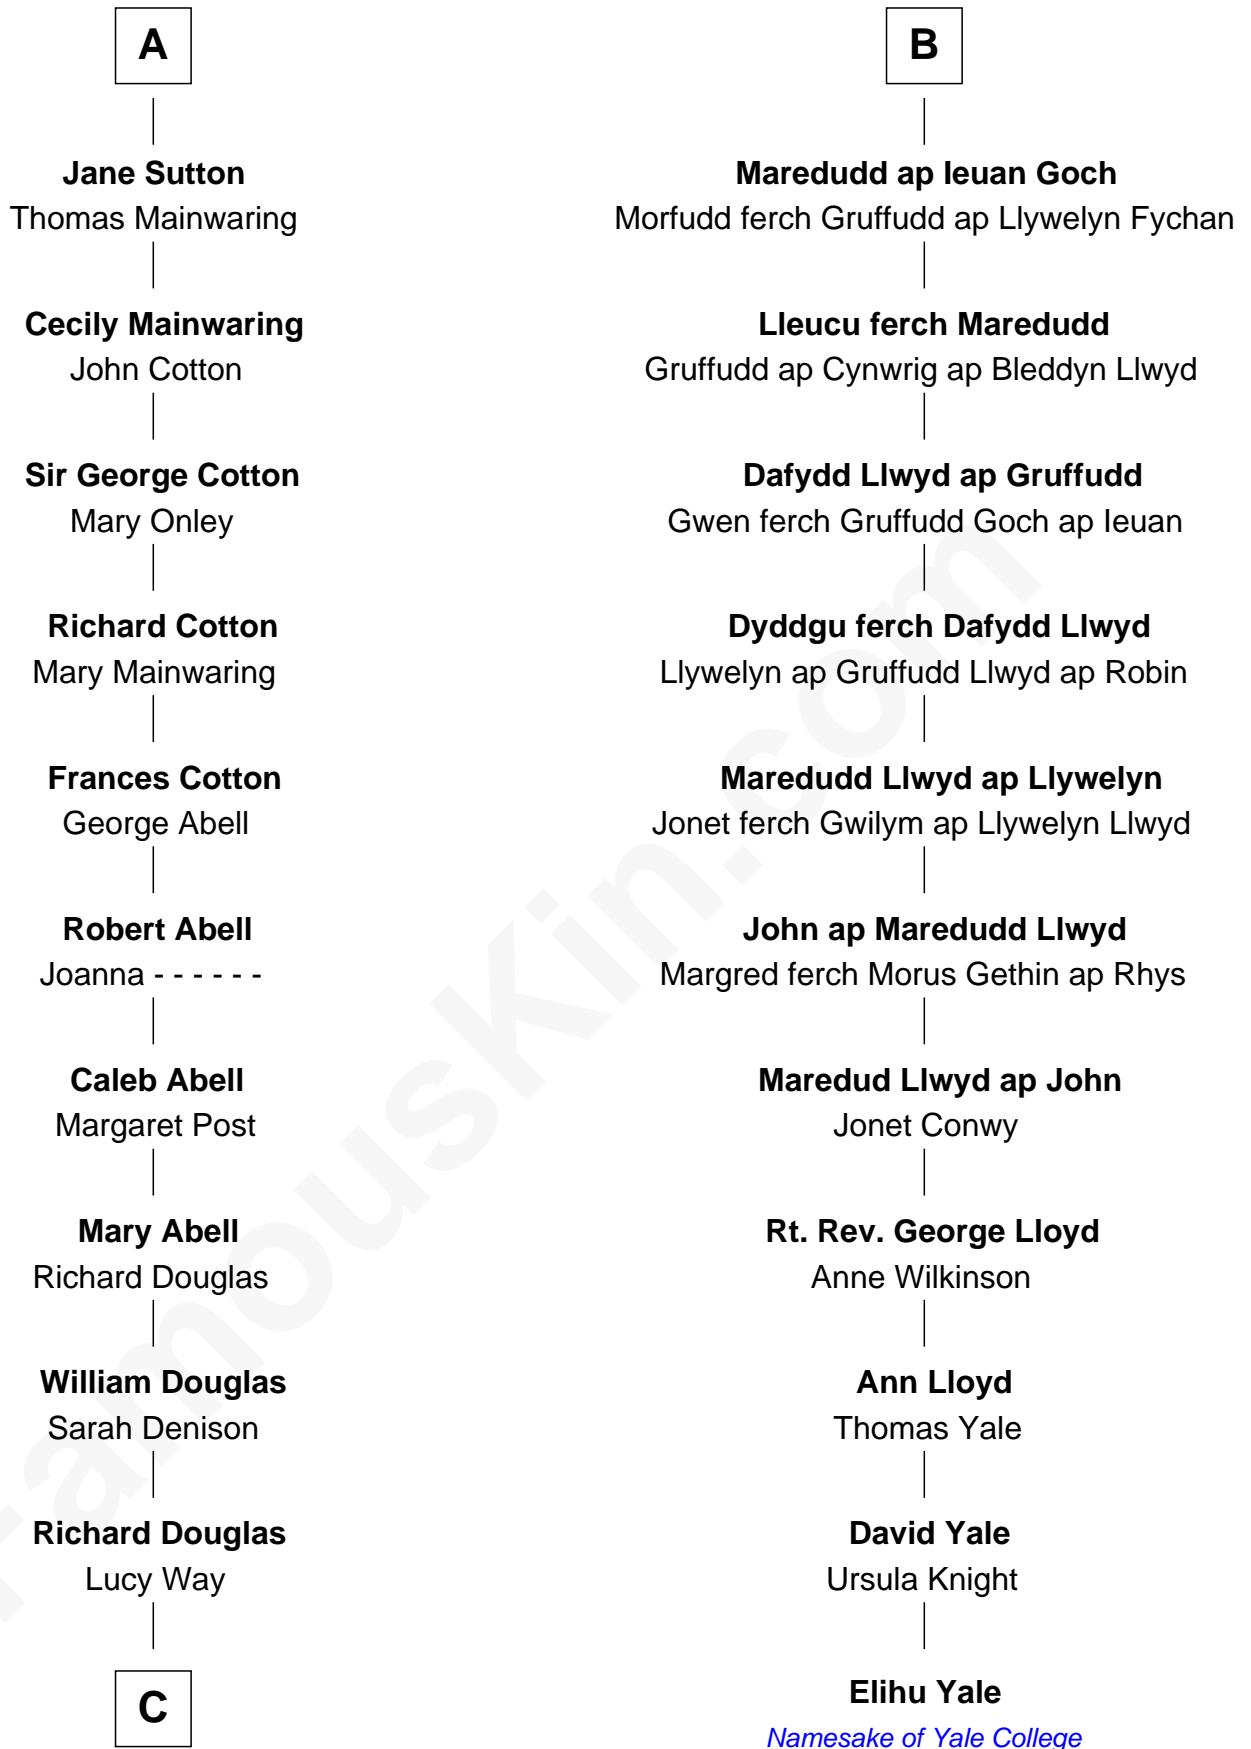 A
Jane Sutton
Thomas Mainwaring
Cecily Mainwaring
John Cotton
Sir George Cotton
Mary Onley
Richard Cotton
Mary Mainwaring
Frances Cotton
George Abell
Robert Abell
Joanna - - - - - -
Caleb Abell
Margaret Post
Mary Abell
Richard Douglas
William Douglas
Sarah Denison
Richard Douglas
Lucy Way
C
B
Maredudd ap Ieuan Goch
Morfudd ferch Gruffudd ap Llywelyn Fychan
Lleucu ferch Maredudd
Gruffudd ap Cynwrig ap Bleddyn Llwyd
Dafydd Llwyd ap Gruffudd
Gwen ferch Gruffudd Goch ap Ieuan
Dyddgu ferch Dafydd Llwyd
Llywelyn ap Gruffudd Llwyd ap Robin
Maredudd Llwyd ap Llywelyn
Jonet ferch Gwilym ap Llywelyn Llwyd
John ap Maredudd Llwyd
Margred ferch Morus Gethin ap Rhys
Maredud Llwyd ap John
Jonet Conwy
Rt. Rev. George Lloyd
Anne Wilkinson
Ann Lloyd
Thomas Yale
David Yale
Ursula Knight
Elihu Yale
Namesake of Yale College
FamousKin.com